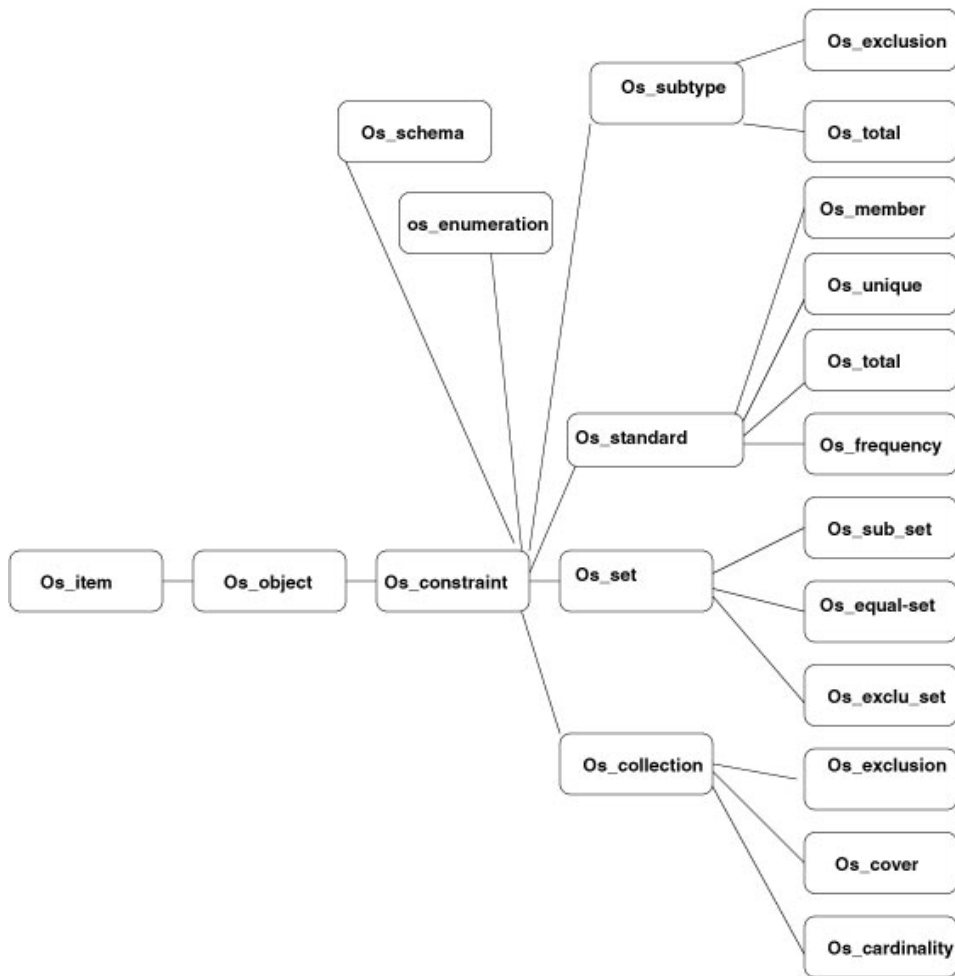 Os_exclusion
Os_subtype
Os_schema
Os_total
Os_member
os_enumeration
Os_unique
Os_total
Os_standard
Os_frequency
Os_sub_set
Os_item
Os_object
Os_constraint
Os_set
Os_equal-set
Os_exclu_set
Os_collection
Os_exclusion
Os_cover
Os_cardinality